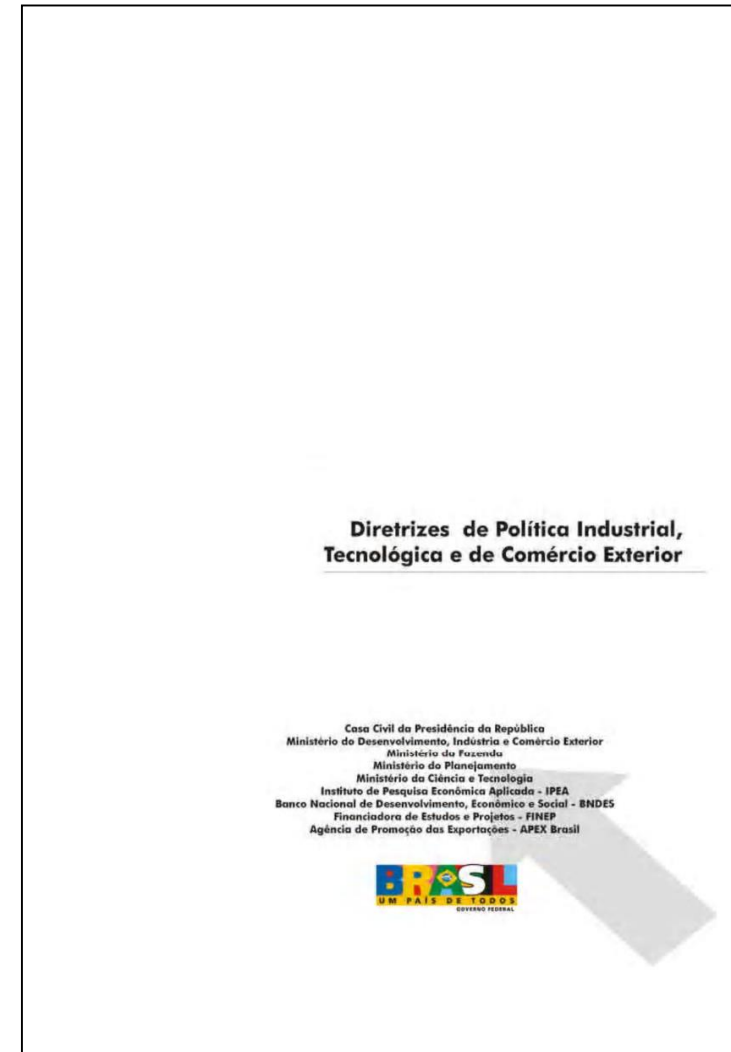 Diretrizes de Política Industrial,
Tecnológica e de Comércio Exterior
Casa Civil da Presidência da República
Ministério do Desenvolvimento, Indústria e Comércio Exterior
Ministério da Fazenda
Ministério do Planejamento
Ministério da Ciência e Tecnologia
Instituto de Pesquisa Econômica Aplicada - IPEA
Banco Nacional de Desenvolvimento, Econômico e Social - BNDES
Financiadora de Estudos e Projetos - FINEP
Agência de Promoção das Exportações - APEX Brasil
BRASIL
UM PAÍS DE TODOS
GOVERNO FEDERAL